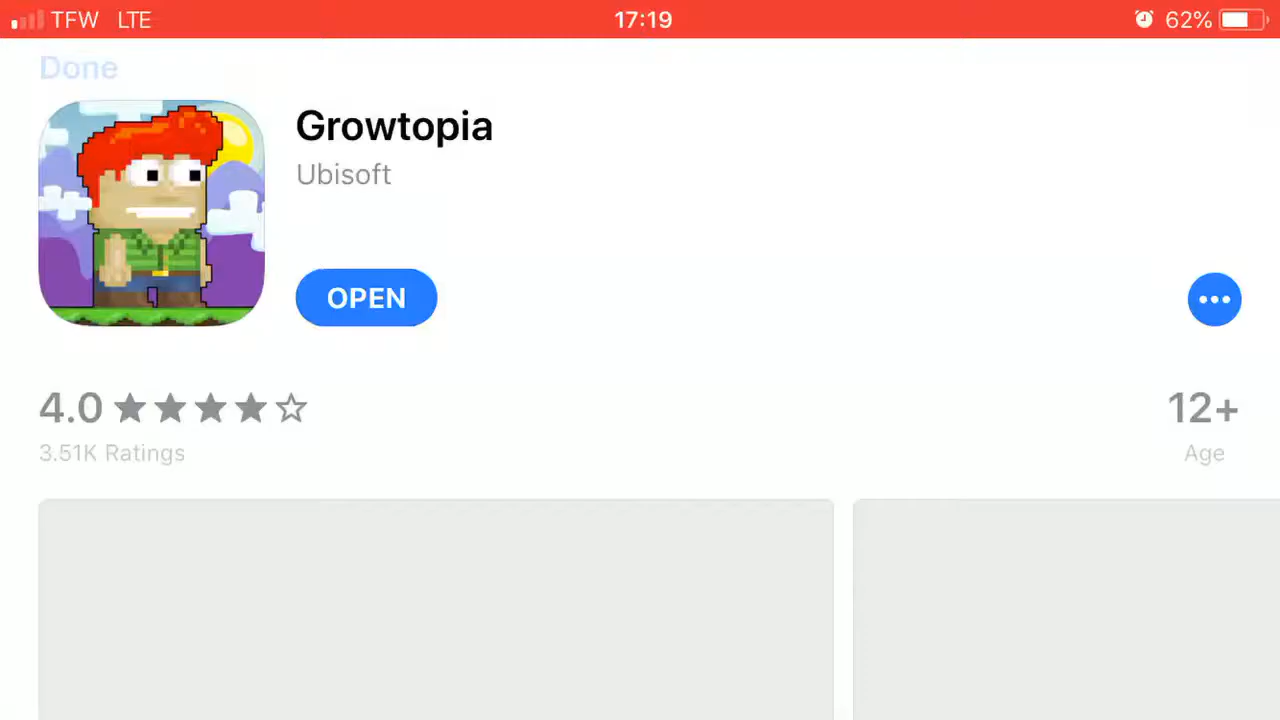 TFW LTE 17:19 62%
Done
Growtopia
Ubisoft
OPEN
4.0 12+
3.51K Ratings Age